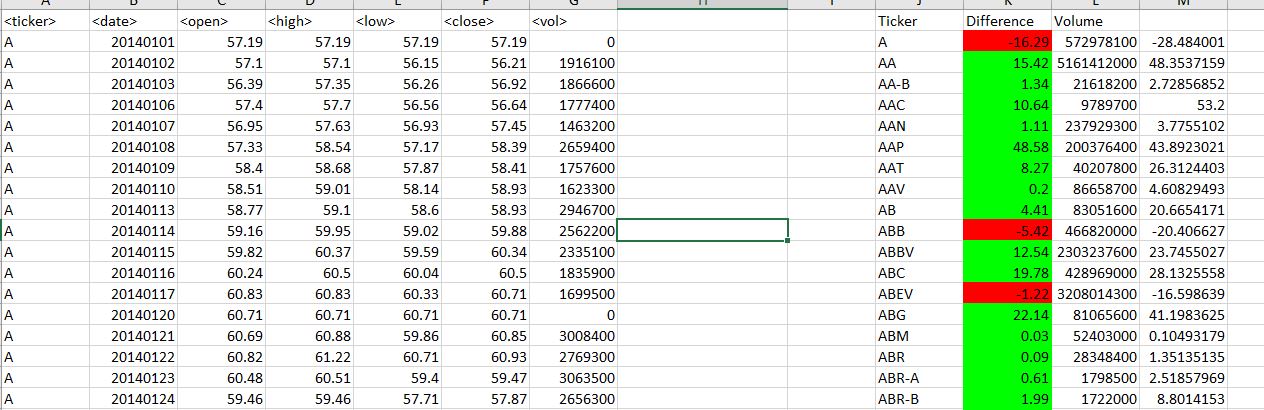 <ticker> <date> <open> <high> <low> <close> <vol> Ticker Difference Volume
A 20140101 57.19 57.19 57.19 57.19 0 A -16.29 572978100 -28.484001
A 20140102 57.1 57.1 56.15 56.21 1916100 AA 15.42 5161412000 48.3537159
A 20140103 56.39 57.35 56.26 56.92 1866600 AA-B 1.34 21618200 2.72856852
A 20140106 57.4 57.7 56.56 56.64 1777400 AAC 10.64 9789700 53.2
A 20140107 56.95 57.63 56.93 57.45 1463200 AAN 1.11 237929300 3.7755102
A 20140108 57.33 58.54 57.17 58.39 2659400 AAP 48.58 200376400 43.8923021
A 20140109 58.4 58.68 57.87 58.41 1757600 AAT 8.27 40207800 26.3124403
A 20140110 58.51 59.01 58.14 58.93 1623300 AAV 0.2 86658700 4.60829493
A 20140113 58.77 59.1 58.6 58.93 2946700 AB 4.41 83051600 20.6654171
A 20140114 59.16 59.95 59.02 59.88 2562200 ABB -5.42 466820000 -20.406627
A 20140115 59.82 60.37 59.59 60.34 2335100 ABBV 12.54 2303237600 23.7455027
A 20140116 60.24 60.5 60.04 60.5 1835900 ABC 19.78 428969000 28.1325558
A 20140117 60.83 60.83 60.33 60.71 1699500 ABEV -1.22 3208014300 -16.598639
A 20140120 60.71 60.71 60.71 60.71 0 ABG 22.14 81065600 41.1983625
A 20140121 60.69 60.88 59.86 60.85 3008400 ABM 0.03 52403000 0.10493179
A 20140122 60.82 61.22 60.71 60.93 2769300 ABR 0.09 28348400 1.35135135
A 20140123 60.48 60.51 59.4 59.47 3063500 ABR-A 0.61 1798500 2.51857969
A 20140124 59.46 59.46 57.71 57.87 2656300 ABR-B 1.99 1722000 8.8014153